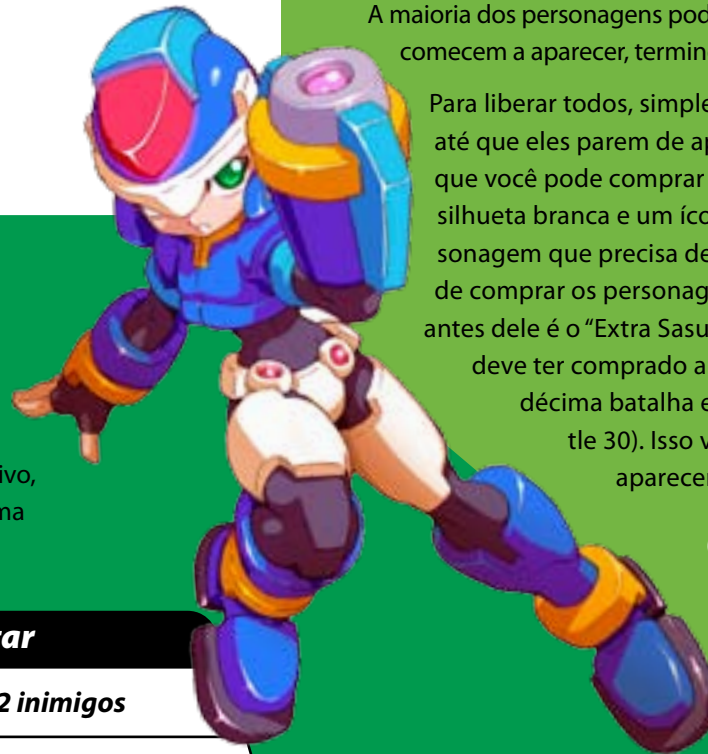 A maioria dos personagens pod
comecem a aparecer, termin
Para liberar todos, simple
até que eles parem de ap
que você pode comprar
silhueta branca e um íco
sonagem que precisa de
de comprar os personag
antes dele é o “Extra Sasu
deve ter comprado a
décima batalha e
tle 30). Isso v
aparecer
ivo,
ma
ar
2 inimigos